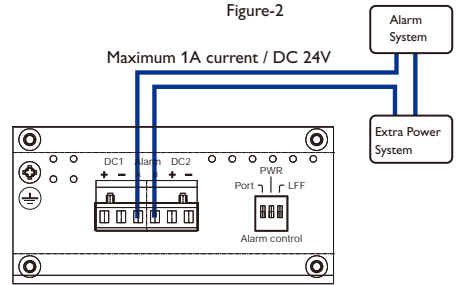 Figure-2
Alarm
System
Maximum 1A current / DC 24V
Extra Power
System
DC1 Alarm DC2
+ − A B + −
PWR
Port LFF
Alarm control